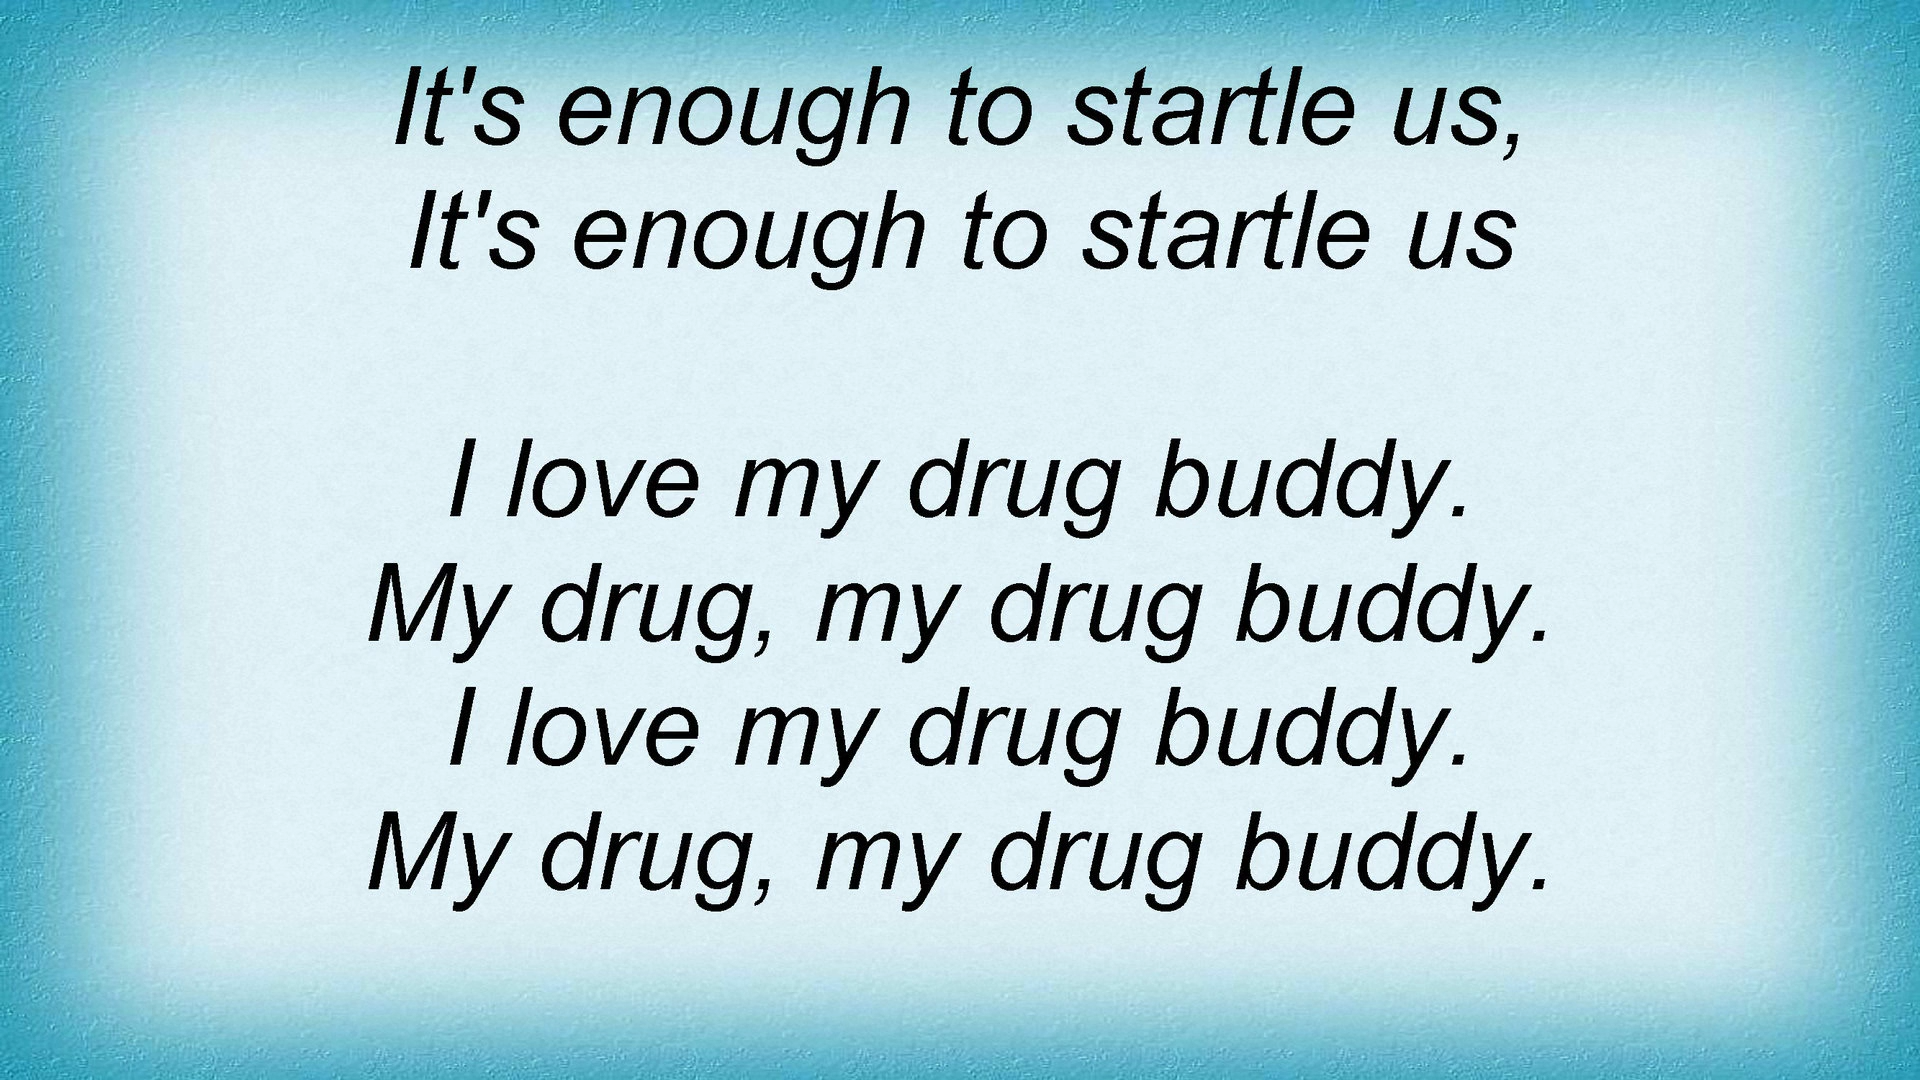 It's enough to startle us,
It's enough to startle us
I love my drug buddy.
My drug, my drug buddy.
I love my drug buddy.
My drug, my drug buddy.